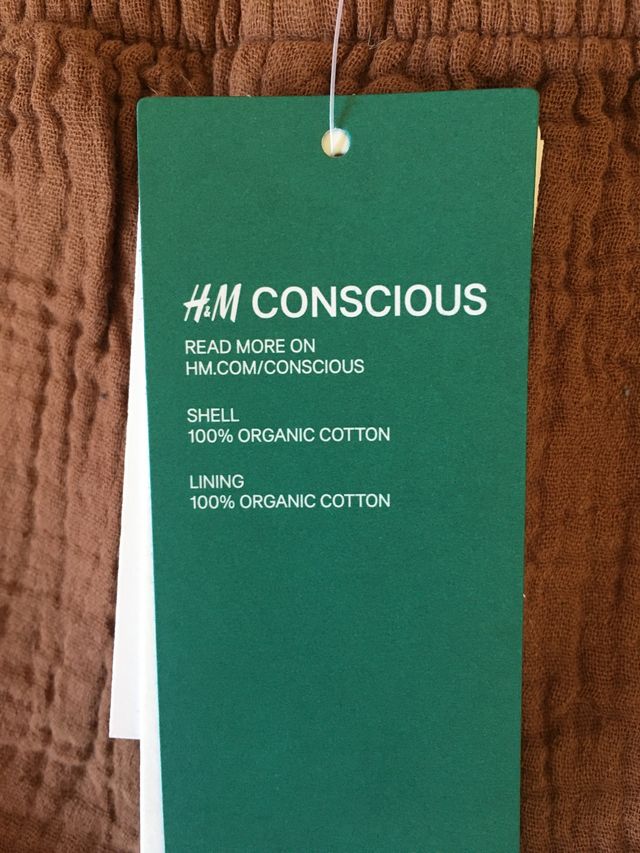 H&M CONSCIOUS
READ MORE ON
HM.COM/CONSCIOUS
SHELL
100% ORGANIC COTTON
LINING
100% ORGANIC COTTON